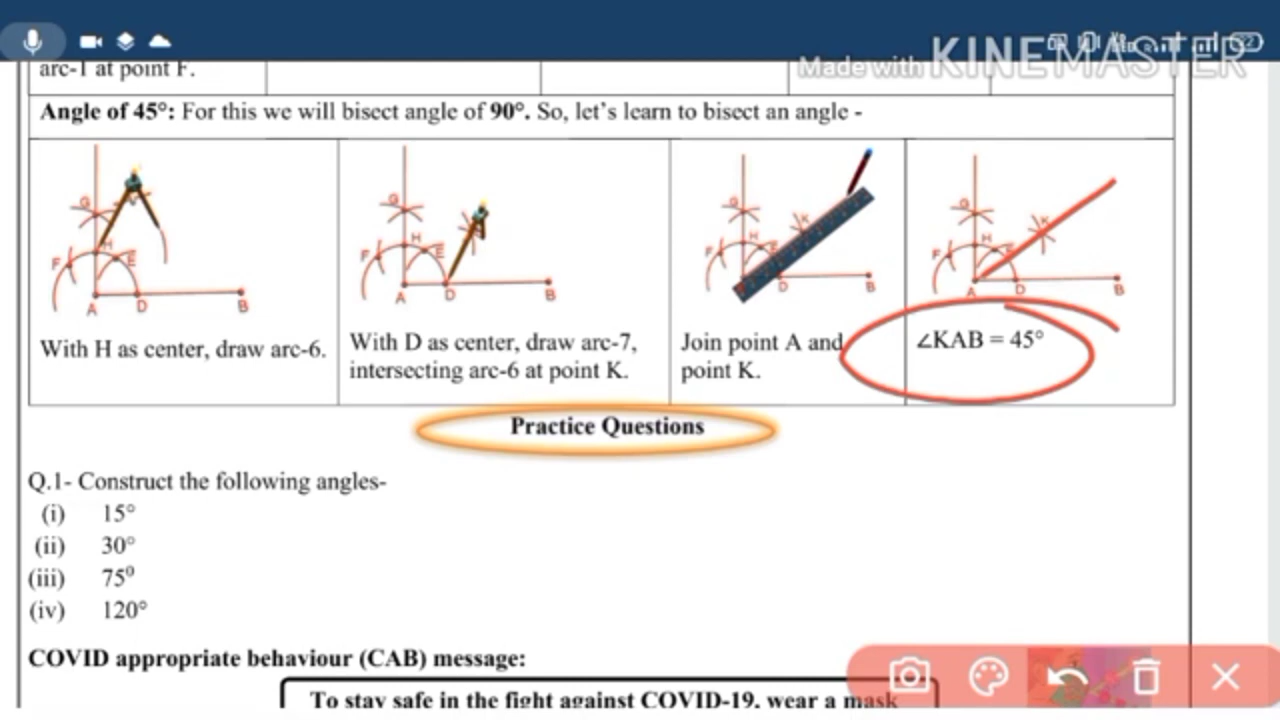 Made with KINEMASTER
arc-1 at point F.
Angle of 45°: For this we will bisect angle of 90°. So, let's learn to bisect an angle -
G H F E A D B
G H F E A D B
G H K F E D B
G H K F E A D B
With H as center, draw arc-6.
With D as center, draw arc-7,
intersecting arc-6 at point K.
Join point A and
point K.
∠KAB = 45°
Practice Questions
Q.1- Construct the following angles-
(i) 15°
(ii) 30°
(iii) 75⁰
(iv) 120°
COVID appropriate behaviour (CAB) message:
To stay safe in the fight against COVID-19, wear a mask